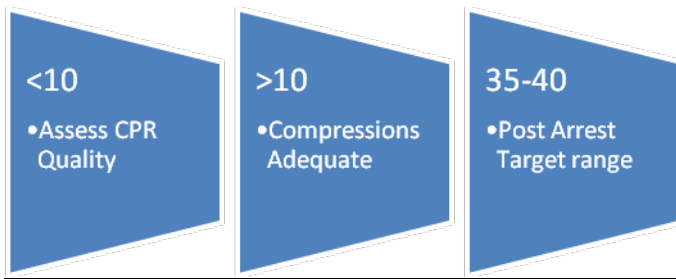 <10
•Assess CPR
Quality
>10
•Compressions
Adequate
35-40
•Post Arrest
Target range